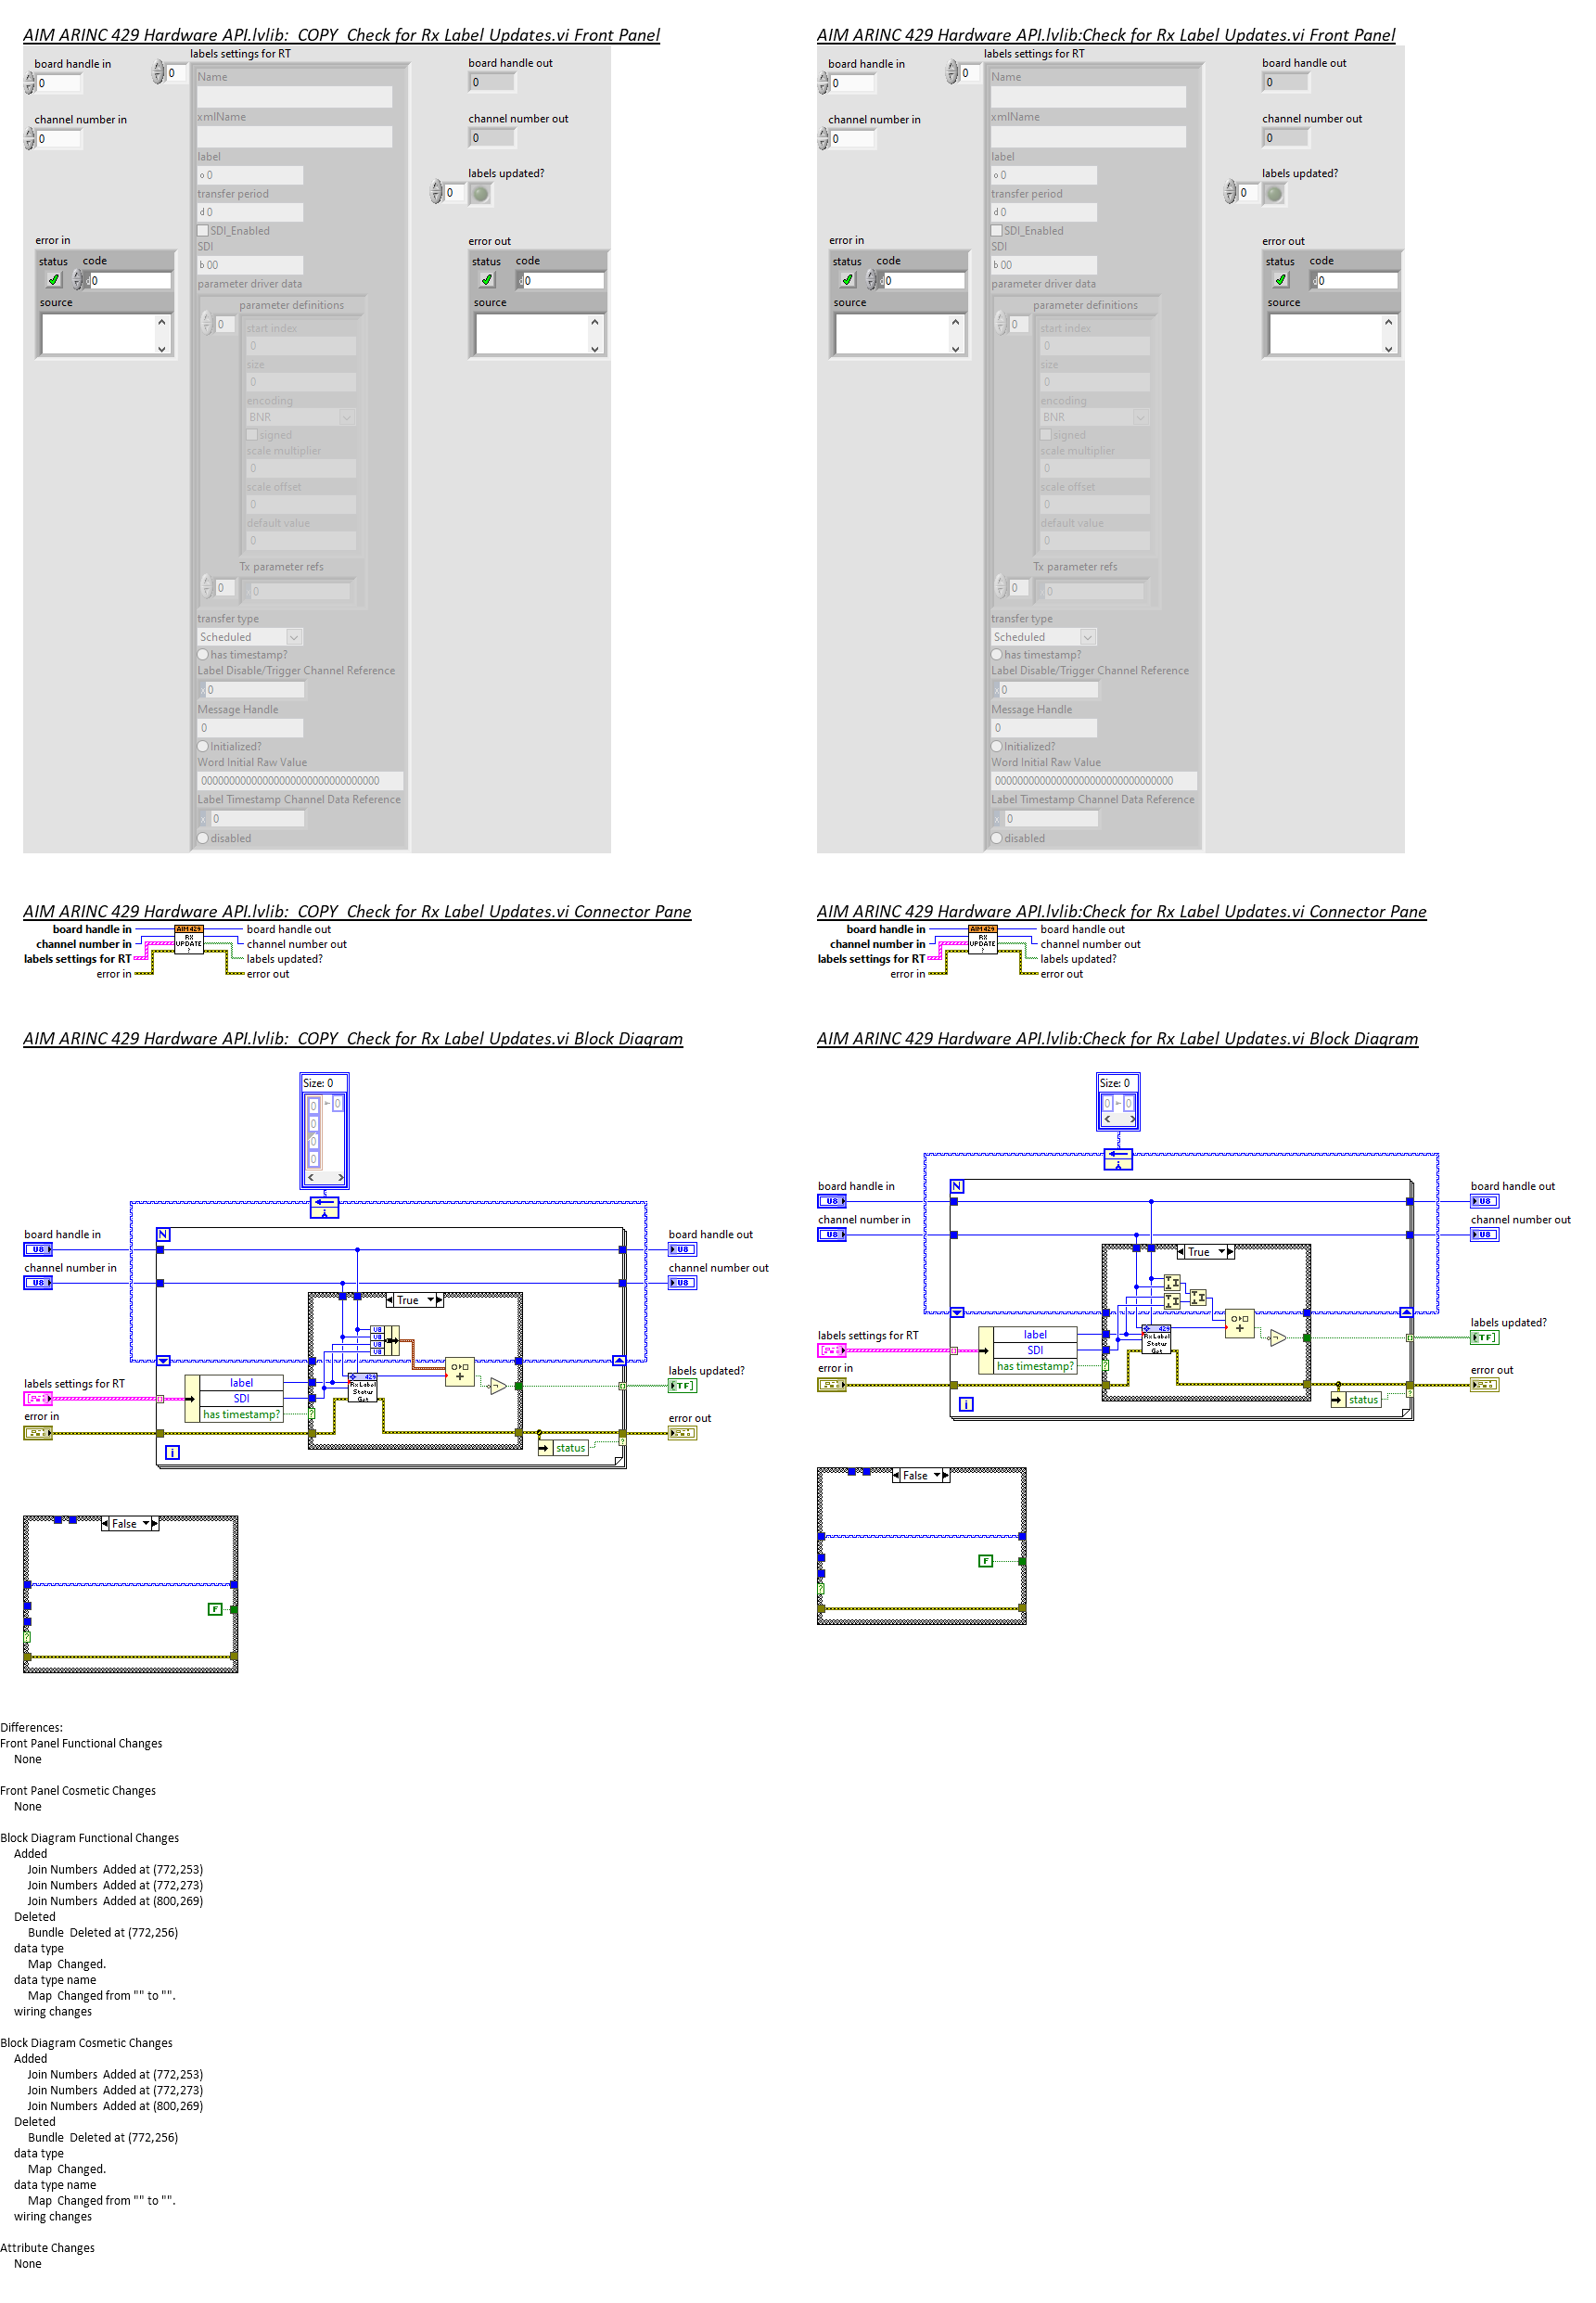 AIM ARINC 429 Hardware API.lvlib:  COPY  Check for Rx Label Updates.vi Front Panel
board handle in
0
channel number in
0
error in
status code
0
source
labels settings for RT
0
Name
xmlName
label
o 0
transfer period
d 0
SDI_Enabled
SDI
b 00
parameter driver data
parameter definitions
0
start index
0
size
0
encoding
BNR
signed
scale multiplier
0
scale offset
0
default value
0
Tx parameter refs
0
0
transfer type
Scheduled
has timestamp?
Label Disable/Trigger Channel Reference
x 0
Message Handle
0
Initialized?
Word Initial Raw Value
00000000000000000000000000000000
Label Timestamp Channel Data Reference
x 0
disabled
board handle out
0
channel number out
0
labels updated?
0
error out
status code
0
source
AIM ARINC 429 Hardware API.lvlib:Check for Rx Label Updates.vi Front Panel
board handle in
0
channel number in
0
error in
status code
0
source
labels settings for RT
0
Name
xmlName
label
o 0
transfer period
d 0
SDI_Enabled
SDI
b 00
parameter driver data
parameter definitions
0
start index
0
size
0
encoding
BNR
signed
scale multiplier
0
scale offset
0
default value
0
Tx parameter refs
0
0
transfer type
Scheduled
has timestamp?
Label Disable/Trigger Channel Reference
x 0
Message Handle
0
Initialized?
Word Initial Raw Value
00000000000000000000000000000000
Label Timestamp Channel Data Reference
x 0
disabled
board handle out
0
channel number out
0
labels updated?
0
error out
status code
0
source
AIM ARINC 429 Hardware API.lvlib:  COPY  Check for Rx Label Updates.vi Connector Pane
board handle in
channel number in
labels settings for RT
error in
AIM 429
RX
UPDATE
?
board handle out
channel number out
labels updated?
error out
AIM ARINC 429 Hardware API.lvlib:Check for Rx Label Updates.vi Connector Pane
board handle in
channel number in
labels settings for RT
error in
AIM 429
RX
UPDATE
?
board handle out
channel number out
labels updated?
error out
AIM ARINC 429 Hardware API.lvlib:  COPY  Check for Rx Label Updates.vi Block Diagram
Size: 0
0 0
0
0
0
N
board handle in
U8
channel number in
U8
True
U8
U8
U8
U8
429
Rx Label
Status
Get
labels settings for RT
label
SDI
has timestamp?
error in
i
status
board handle out
U8
channel number out
U8
labels updated?
TF
error out
False
F
AIM ARINC 429 Hardware API.lvlib:Check for Rx Label Updates.vi Block Diagram
Size: 0
0 0
N
board handle in
U8
channel number in
U8
True
429
Rx Label
Status
Get
labels settings for RT
label
SDI
has timestamp?
error in
i
status
board handle out
U8
channel number out
U8
labels updated?
TF
error out
False
F
Differences:
Front Panel Functional Changes
None
Front Panel Cosmetic Changes
None
Block Diagram Functional Changes
Added
Join Numbers  Added at (772,253)
Join Numbers  Added at (772,273)
Join Numbers  Added at (800,269)
Deleted
Bundle  Deleted at (772,256)
data type
Map  Changed.
data type name
Map  Changed from "" to "".
wiring changes
Block Diagram Cosmetic Changes
Added
Join Numbers  Added at (772,253)
Join Numbers  Added at (772,273)
Join Numbers  Added at (800,269)
Deleted
Bundle  Deleted at (772,256)
data type
Map  Changed.
data type name
Map  Changed from "" to "".
wiring changes
Attribute Changes
None